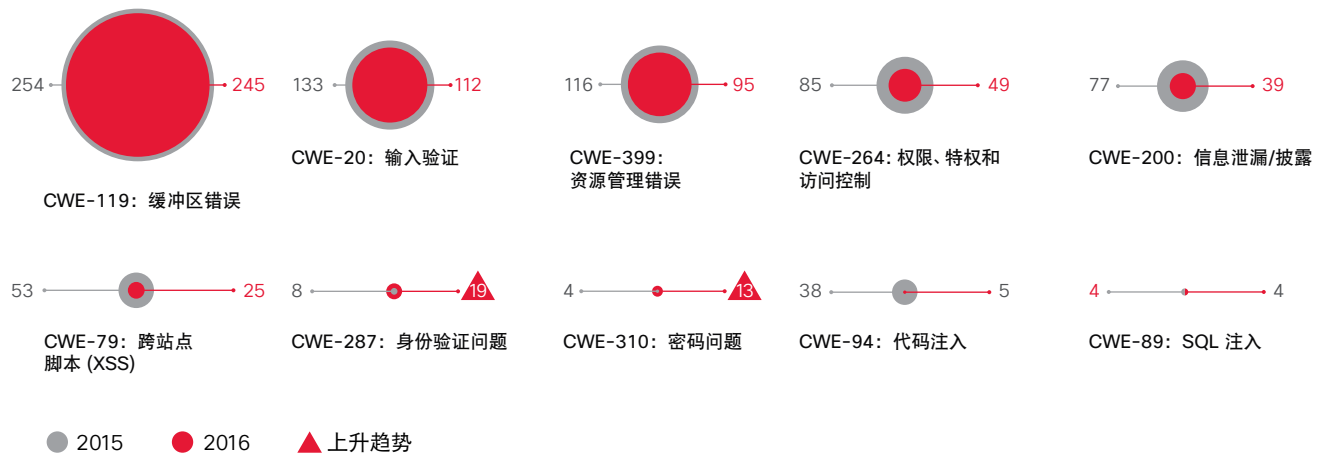 254 245
CWE-119：缓冲区错误
133 112
CWE-20：输入验证
116 95
CWE-399：
资源管理错误
85 49
CWE-264：权限、特权和
访问控制
77 39
CWE-200：信息泄漏/披露
53 25
CWE-79：跨站点
脚本 (XSS)
8 19
CWE-287：身份验证问题
4 13
CWE-310：密码问题
38 5
CWE-94：代码注入
4 4
CWE-89：SQL 注入
2015 2016 上升趋势